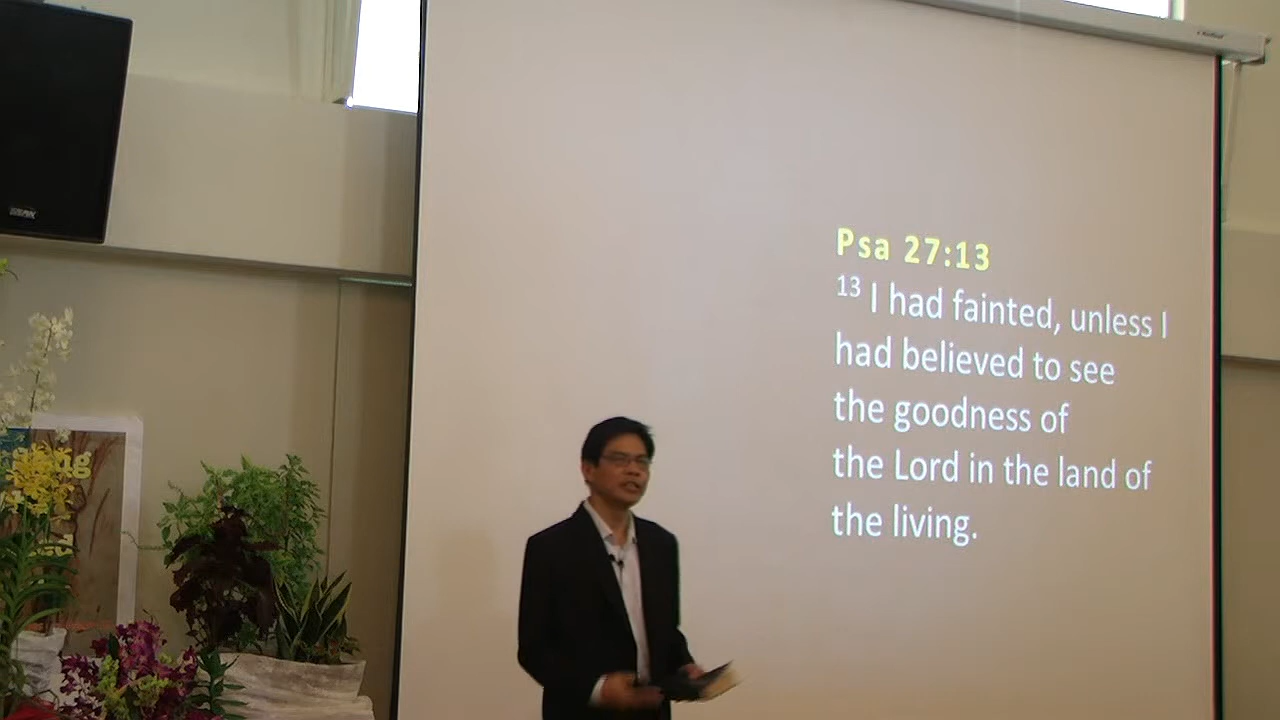 Psa 27:13
13 I had fainted, unless I
had believed to see
the goodness of
the Lord in the land of
the living.